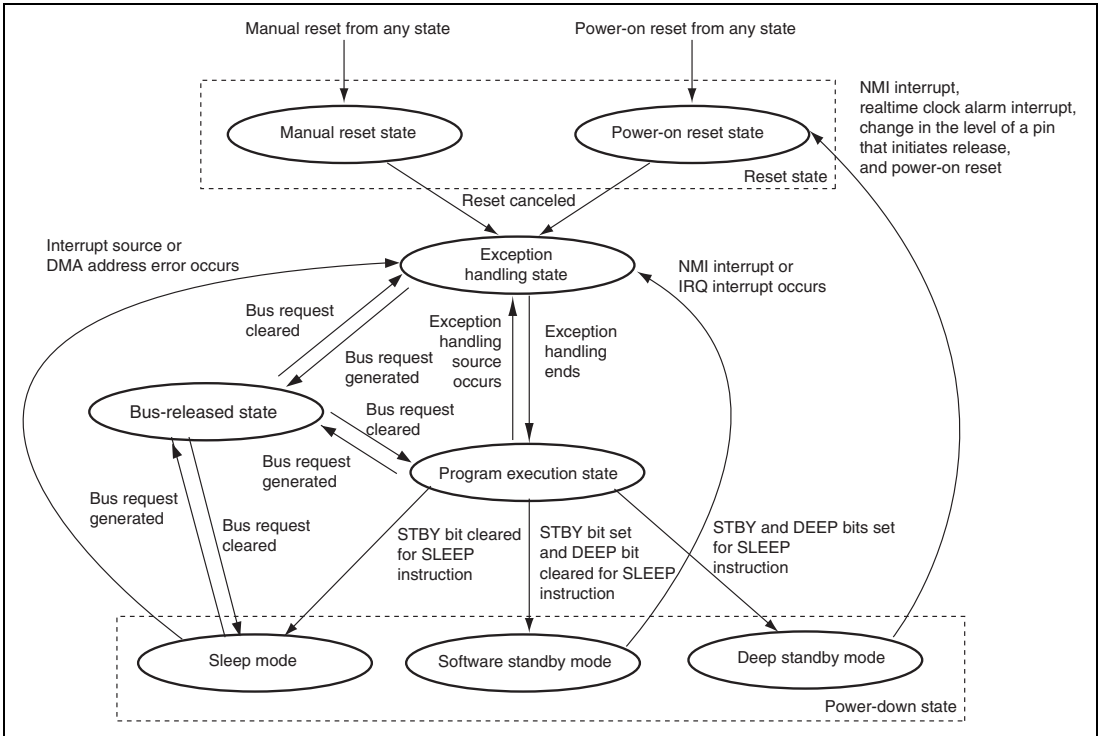 Manual reset from any state
Power-on reset from any state
NMI interrupt,
realtime clock alarm interrupt,
change in the level of a pin
that initiates release,
and power-on reset
Manual reset state
Power-on reset state
Reset state
Reset canceled
Interrupt source or
DMA address error occurs
Exception
handling state
NMI interrupt or
IRQ interrupt occurs
Bus request
cleared
Bus request
generated
Exception
handling
source
occurs
Exception
handling
ends
Bus-released state
Bus request
cleared
Bus request
generated
Program execution state
Bus request
generated
Bus request
cleared
STBY bit cleared
for SLEEP
instruction
STBY bit set
and DEEP bit
cleared for SLEEP
instruction
STBY and DEEP bits set
for SLEEP
instruction
Sleep mode
Software standby mode
Deep standby mode
Power-down state